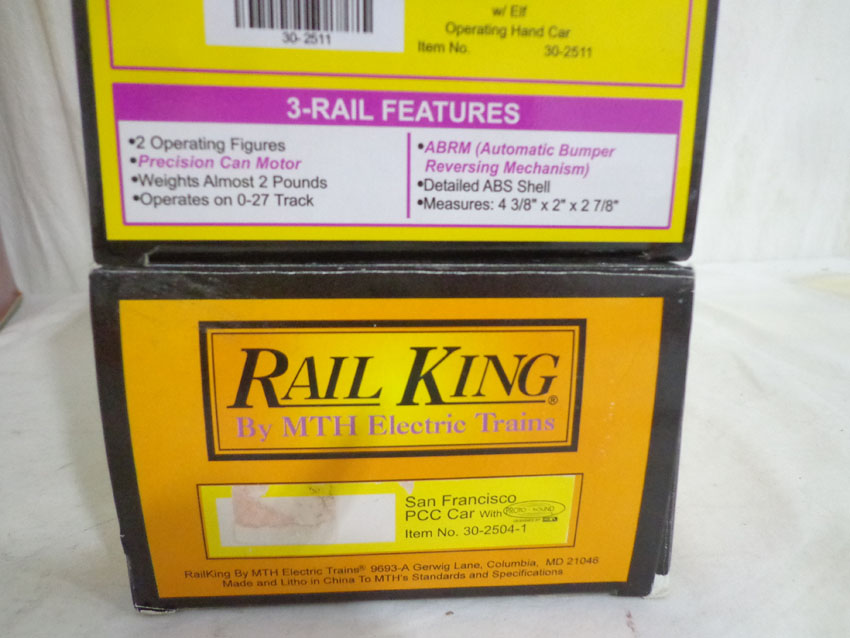 30-2511
w/ Elf
Operating Hand Car
Item No. 30-2511
3-RAIL FEATURES
•2 Operating Figures
•Precision Can Motor
•Weights Almost 2 Pounds
•Operates on 0-27 Track
•ABRM (Automatic Bumper
Reversing Mechanism)
•Detailed ABS Shell
•Measures: 4 3/8" x 2" x 2 7/8"
RAIL KING®
By MTH Electric Trains
San Francisco
PCC Car With PROTO-SOUND
Item No. 30-2504-1
RailKing By MTH Electric Trains® 9693-A Gerwig Lane, Columbia, MD 21046
Made and Litho in China To MTH's Standards and Specifications